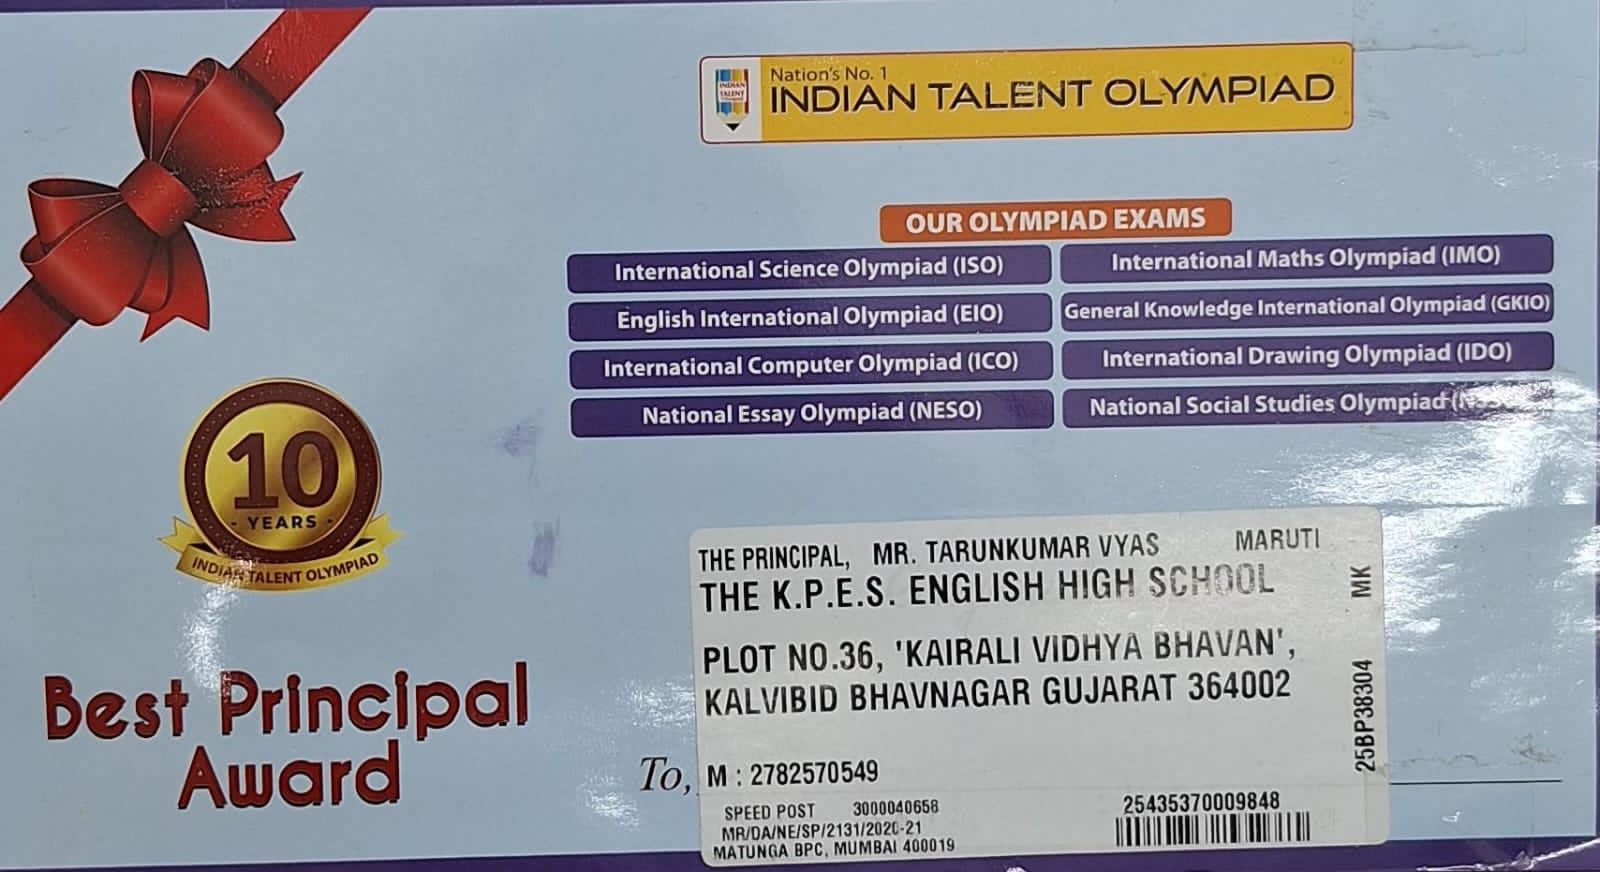 Nation's No. 1
INDIAN TALENT OLYMPIAD
INDIAN
TALENT
OUR OLYMPIAD EXAMS
International Science Olympiad (ISO)
International Maths Olympiad (IMO)
English International Olympiad (EIO)
General Knowledge International Olympiad (GKIO)
International Computer Olympiad (ICO)
International Drawing Olympiad (IDO)
National Essay Olympiad (NESO)
National Social Studies Olympiad
10
YEARS
INDIAN TALENT OLYMPIAD
Best Principal
Award
To,
THE PRINCIPAL, MR. TARUNKUMAR VYAS MARUTI
THE K.P.E.S. ENGLISH HIGH SCHOOL
PLOT NO.36, 'KAIRALI VIDHYA BHAVAN',
KALVIBID BHAVNAGAR GUJARAT 364002
M : 2782570549
SPEED POST 3000040658
MR/DA/NE/SP/2131/2020-21
MATUNGA BPC, MUMBAI 400019
25435370009848
25BP38304 MK